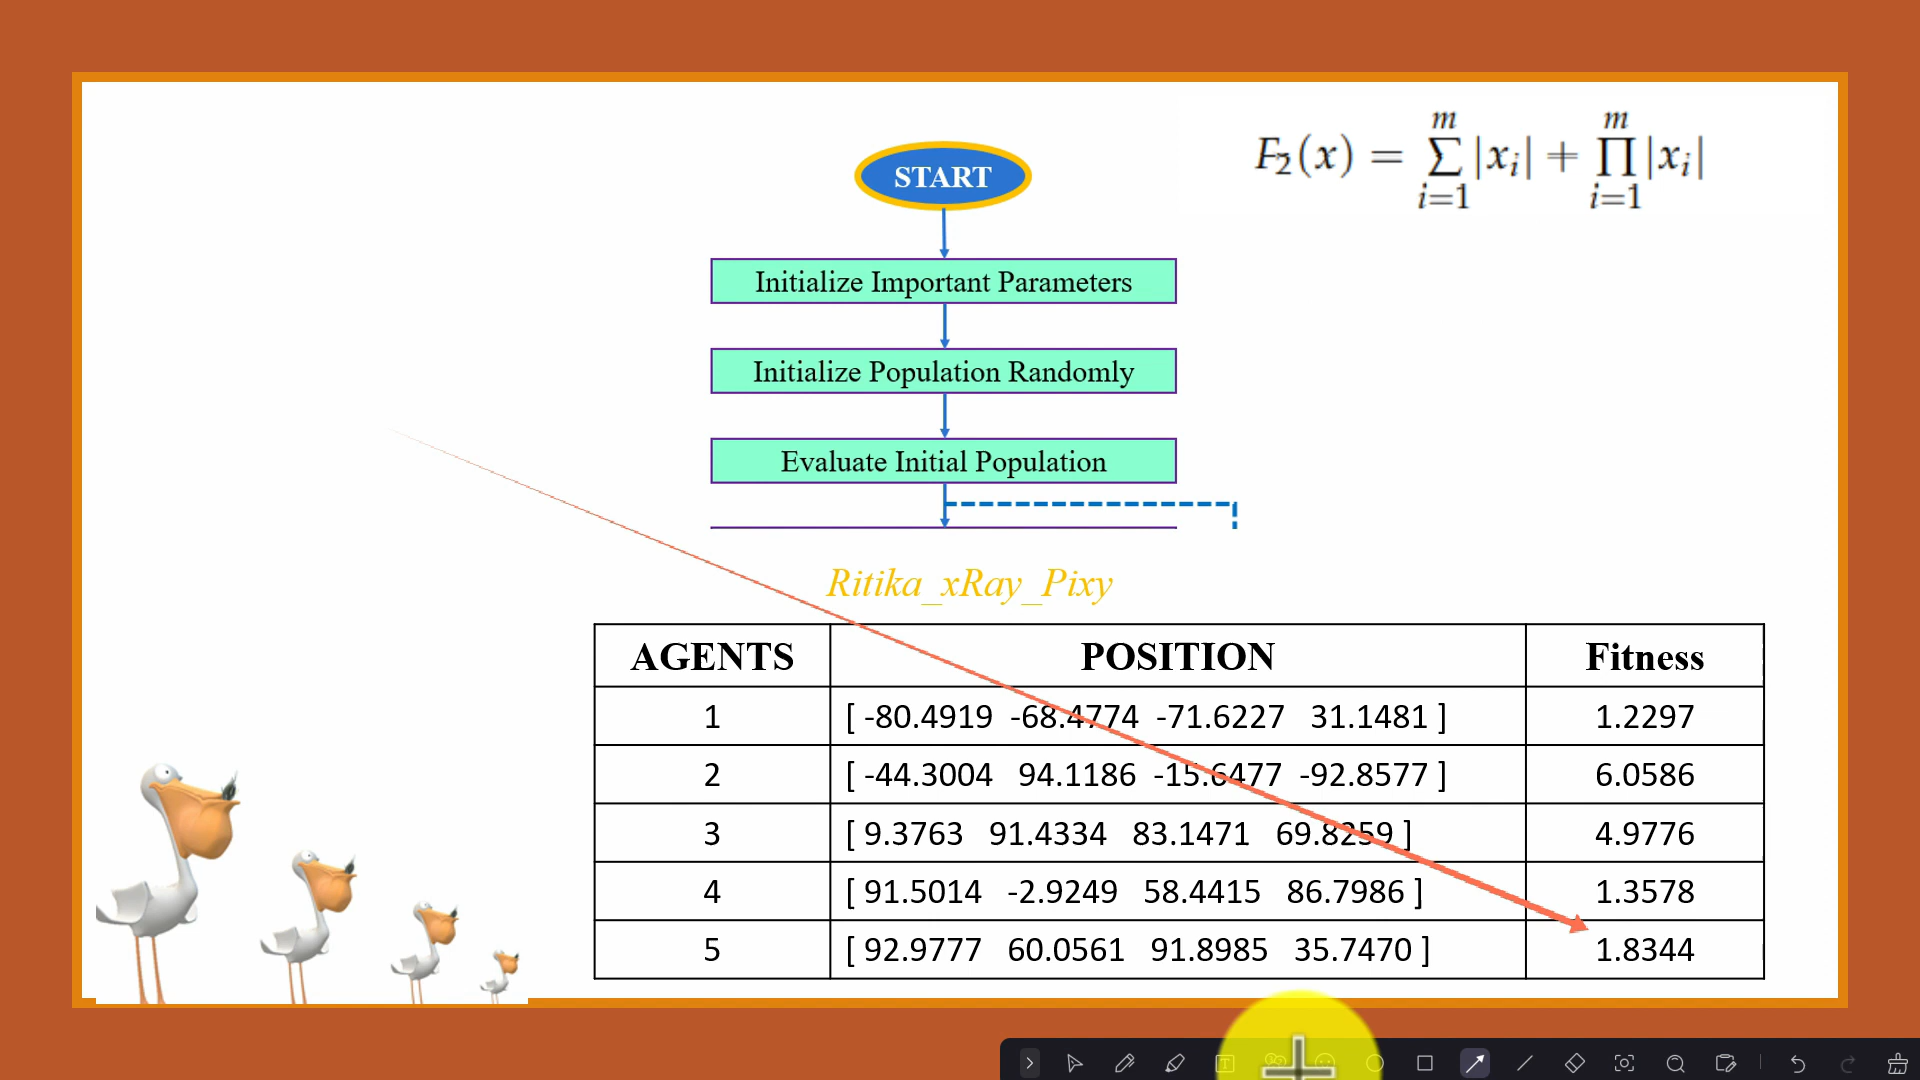 F₂(x) = ∑ᵢ₌₁ᵐ |xᵢ| + ∏ᵢ₌₁ᵐ |xᵢ|
START
Initialize Important Parameters
Initialize Population Randomly
Evaluate Initial Population
Ritika_xRay_Pixy
AGENTS POSITION Fitness
1 [ -80.4919 -68.4774 -71.6227 31.1481 ] 1.2297
2 [ -44.3004 94.1186 -15.6477 -92.8577 ] 6.0586
3 [ 9.3763 91.4334 83.1471 69.8259 ] 4.9776
4 [ 91.5014 -2.9249 58.4415 86.7986 ] 1.3578
5 [ 92.9777 60.0561 91.8985 35.7470 ] 1.8344